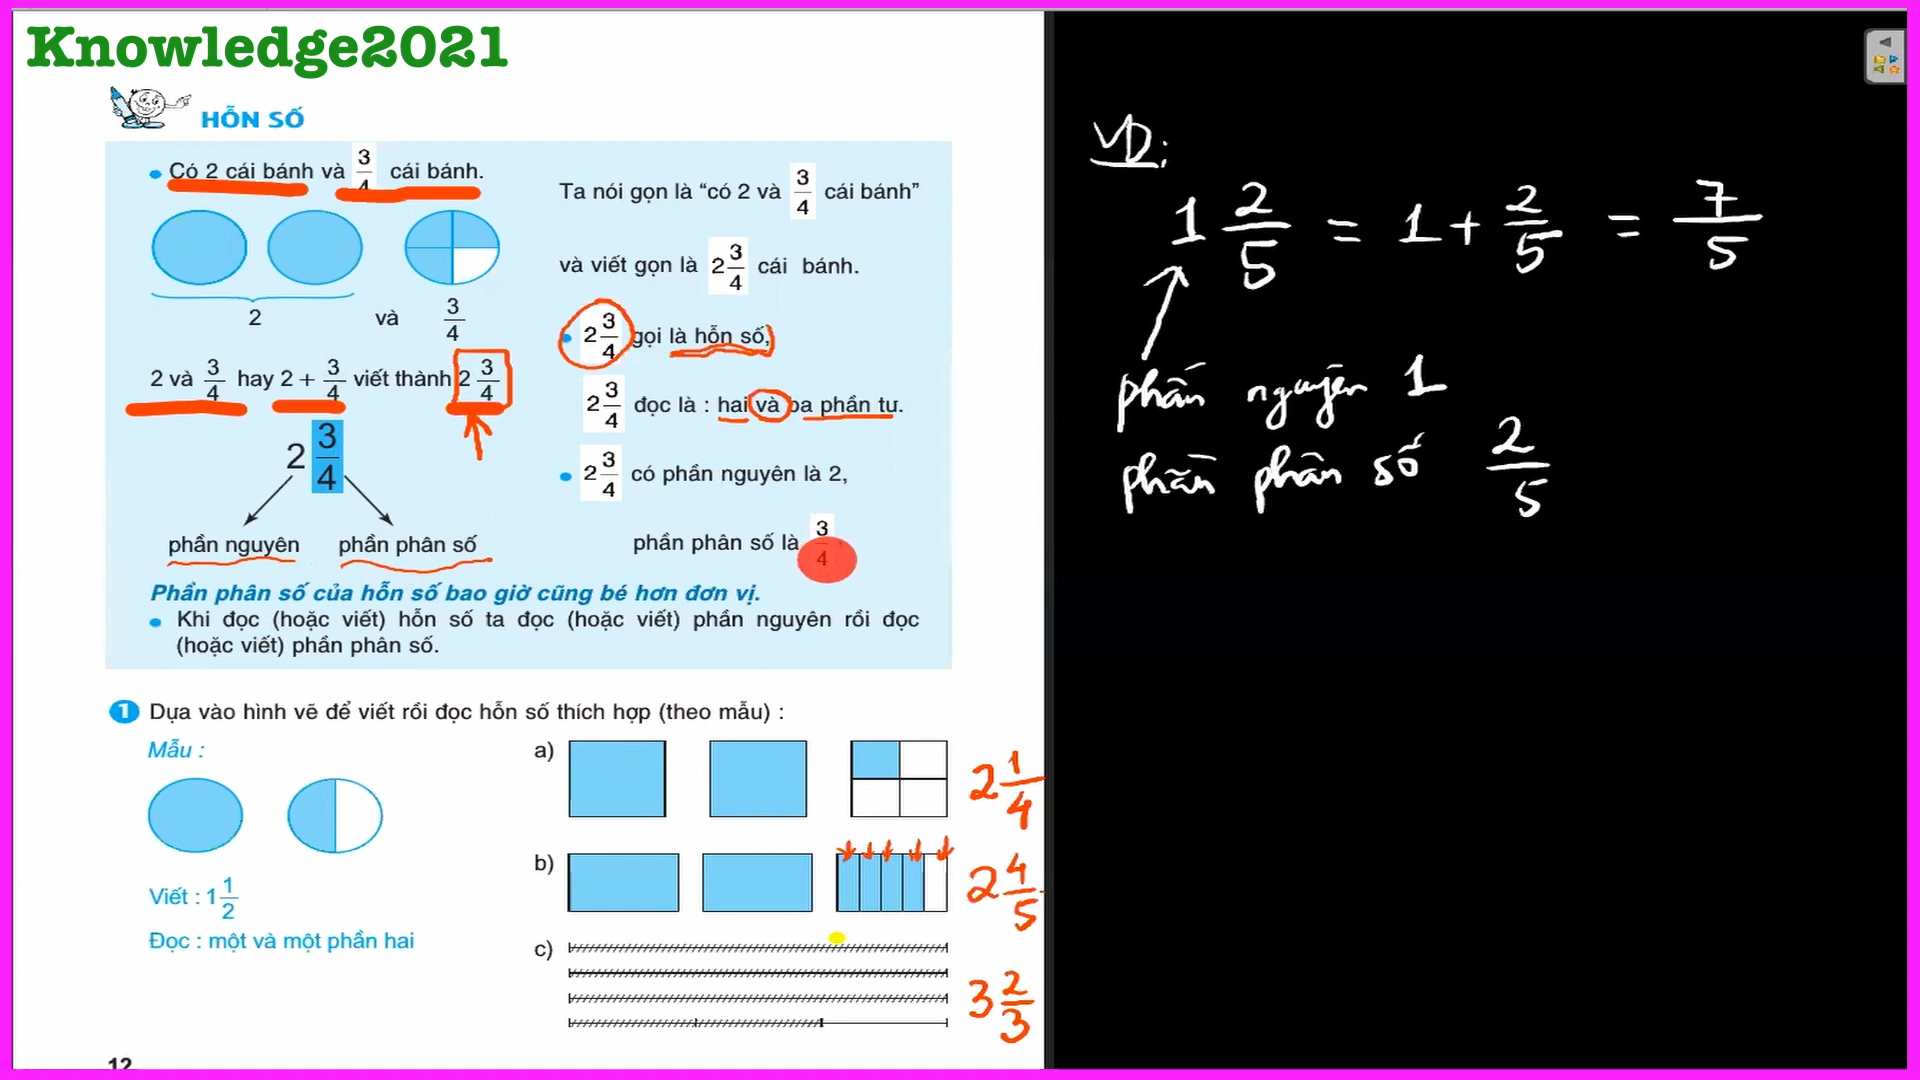 Knowledge2021
HỖN SỐ
• Có 2 cái bánh và 3/4 cái bánh.
2 và 3/4
2 và 3/4 hay 2 + 3/4 viết thành 2 3/4
2 3/4
phần nguyên phần phân số
Ta nói gọn là “có 2 và 3/4 cái bánh”
và viết gọn là 2 3/4 cái bánh.
• 2 3/4 gọi là hỗn số,
2 3/4 đọc là : hai và ba phần tư.
• 2 3/4 có phần nguyên là 2,
phần phân số là 3/4
Phần phân số của hỗn số bao giờ cũng bé hơn đơn vị.
• Khi đọc (hoặc viết) hỗn số ta đọc (hoặc viết) phần nguyên rồi đọc
(hoặc viết) phần phân số.
1 Dựa vào hình vẽ để viết rồi đọc hỗn số thích hợp (theo mẫu) :
Mẫu :
Viết : 1 1/2
Đọc : một và một phần hai
a) 2 1/4
b) 2 4/5
c) 3 2/3
12
VD:
1 2/5 = 1 + 2/5 = 7/5
phần nguyên 1
phần phân số 2/5